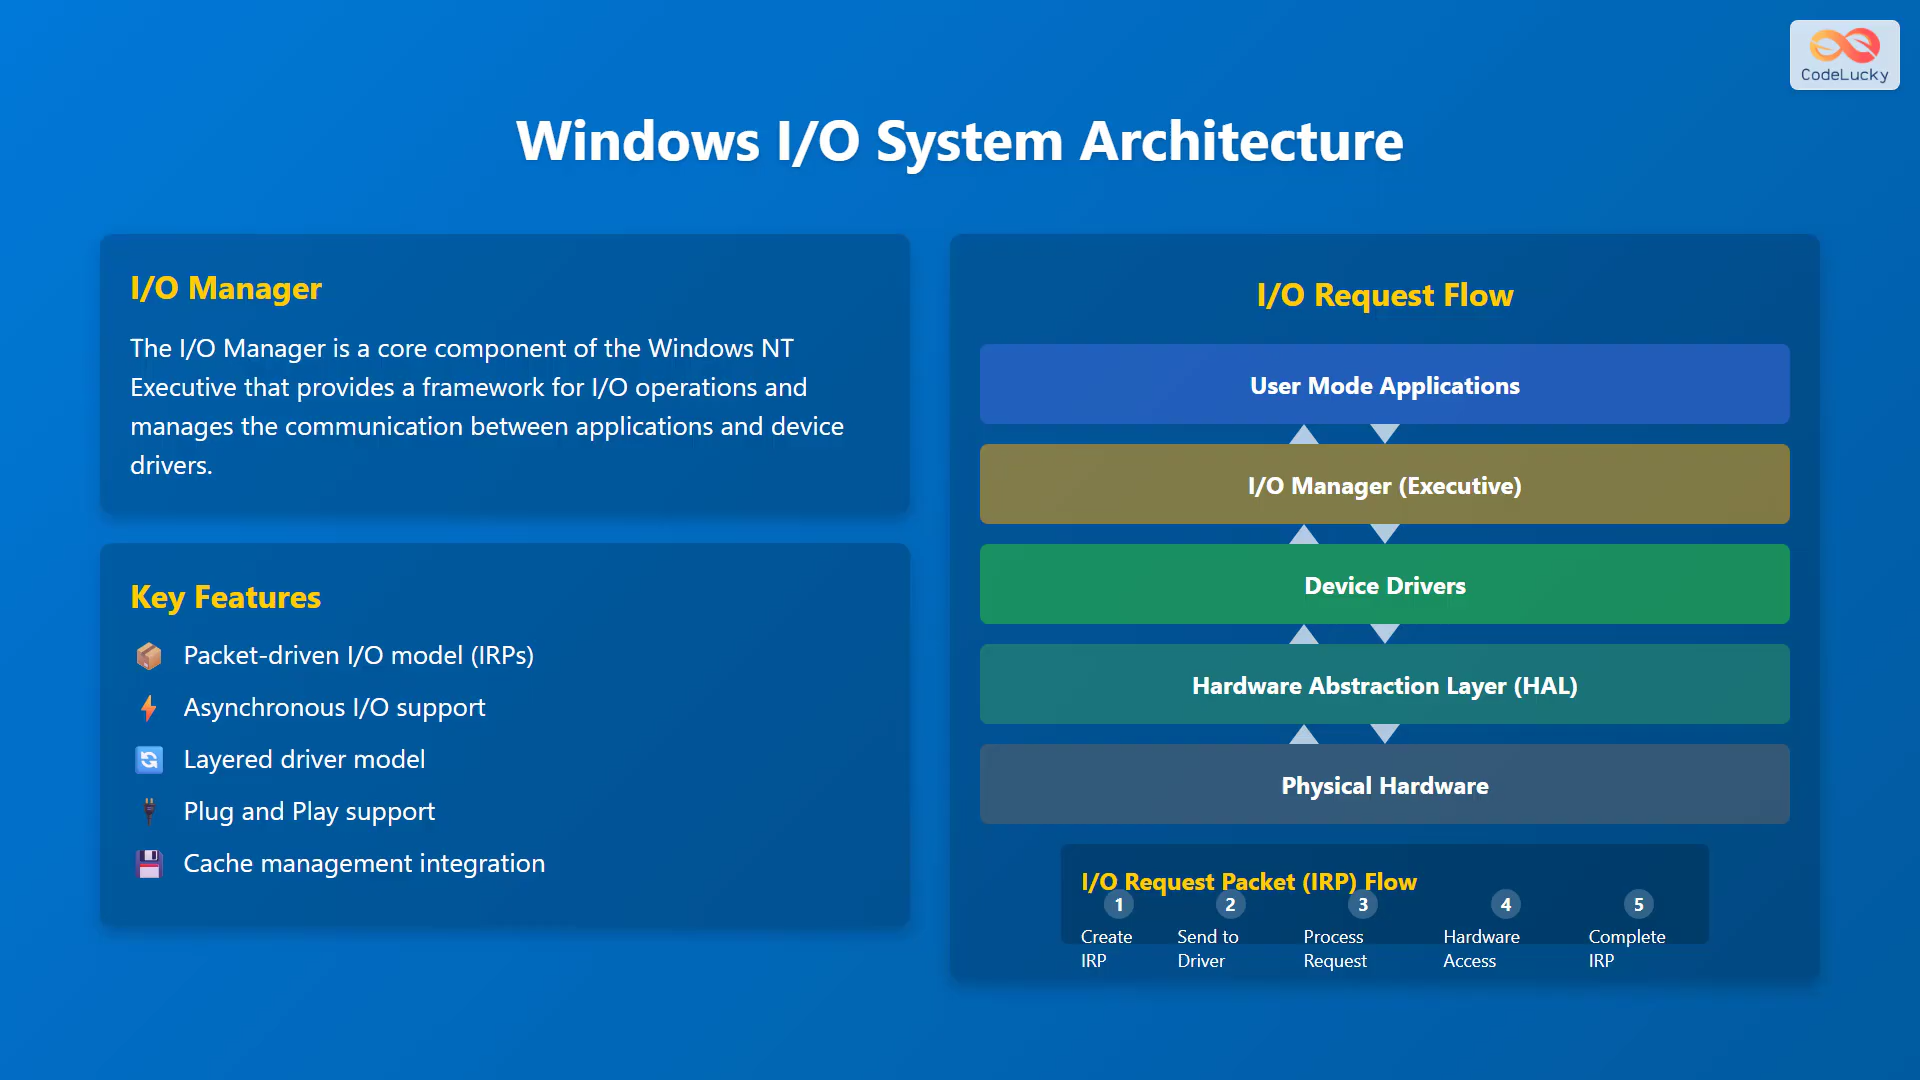 CodeLucky
Windows I/O System Architecture
I/O Manager
The I/O Manager is a core component of the Windows NT
Executive that provides a framework for I/O operations and
manages the communication between applications and device
drivers.
Key Features
Packet-driven I/O model (IRPs)
Asynchronous I/O support
Layered driver model
Plug and Play support
Cache management integration
I/O Request Flow
User Mode Applications
I/O Manager (Executive)
Device Drivers
Hardware Abstraction Layer (HAL)
Physical Hardware
I/O Request Packet (IRP) Flow
1
Create
IRP
2
Send to
Driver
3
Process
Request
4
Hardware
Access
5
Complete
IRP